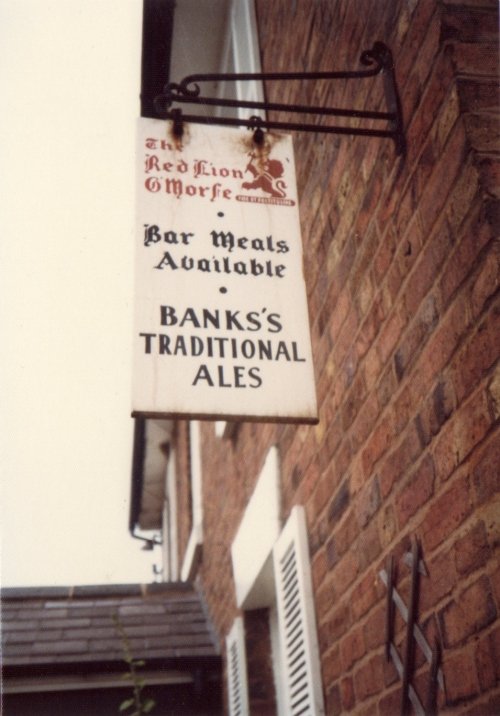 The
Red Lion
O'Morfe
Bar Meals
Available
BANKS'S
TRADITIONAL
ALES